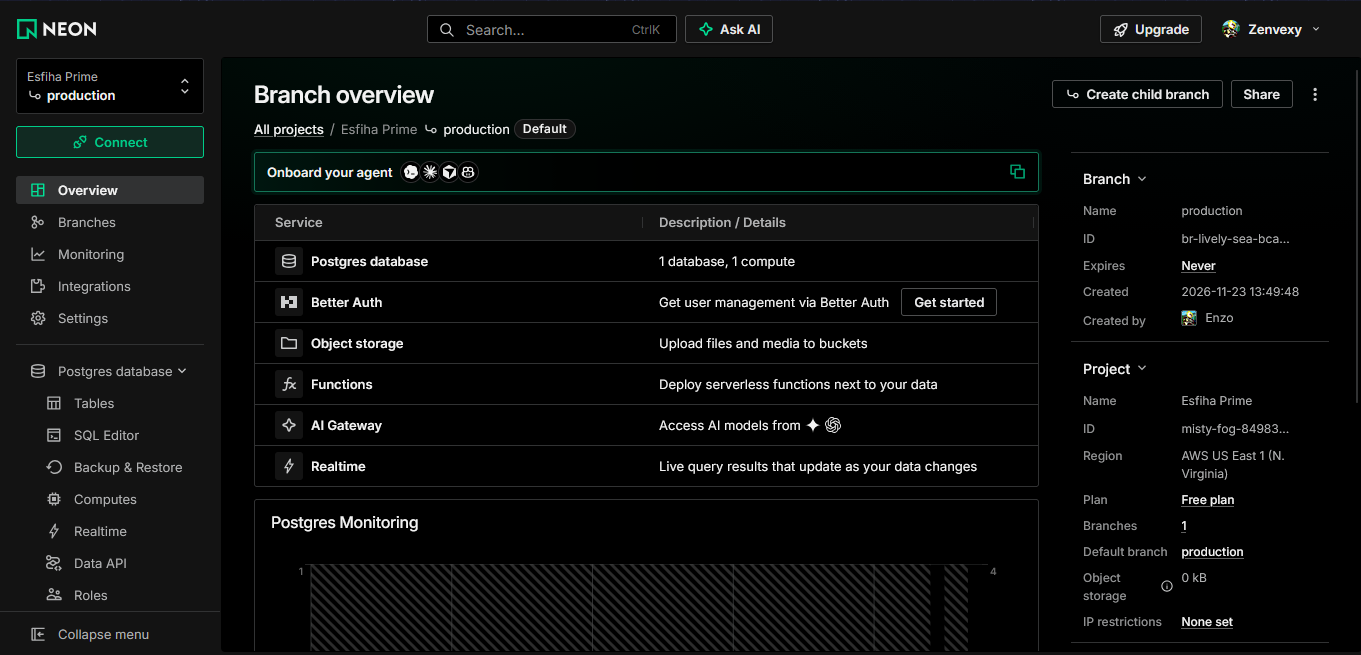 NEON
Search...
CtrlK
Ask AI
Upgrade
Zenvexy
Esfiha Prime
production
Connect
Overview
Branches
Monitoring
Integrations
Settings
Postgres database
Tables
SQL Editor
Backup & Restore
Computes
Realtime
Data API
Roles
Collapse menu
Branch overview
All projects / Esfiha Prime production Default
Create child branch
Share
Onboard your agent
Service Description / Details
Postgres database 1 database, 1 compute
Better Auth Get user management via Better Auth Get started
Object storage Upload files and media to buckets
Functions Deploy serverless functions next to your data
AI Gateway Access AI models from
Realtime Live query results that update as your data changes
Postgres Monitoring
1 4
Branch
Name production
ID br-lively-sea-bca...
Expires Never
Created 2026-11-23 13:49:48
Created by Enzo
Project
Name Esfiha Prime
ID misty-fog-84983...
Region AWS US East 1 (N.
Virginia)
Plan Free plan
Branches 1
Default branch production
Object 0 kB
storage
IP restrictions None set